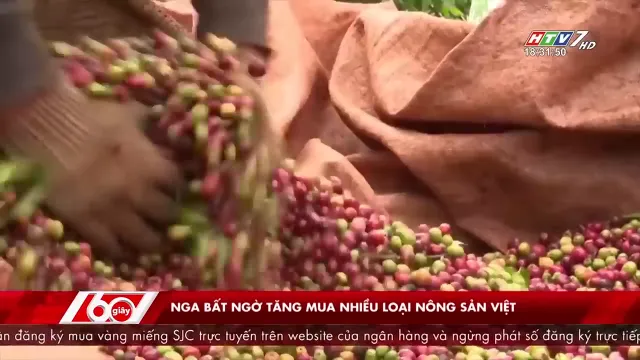 HTV7 HD
18:31:50
60 giây
NGA BẤT NGỜ TĂNG MUA NHIỀU LOẠI NÔNG SẢN VIỆT
đăng ký mua vàng miếng SJC trực tuyến trên website của ngân hàng và ngừng phát số đăng ký trực tiếp